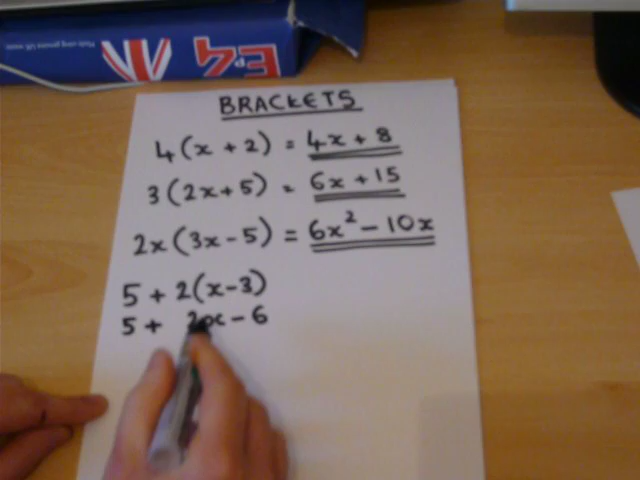 BRACKETS
4(x + 2) = 4x + 8
3(2x + 5) = 6x + 15
2x(3x - 5) = 6x² - 10x
5 + 2(x - 3)
5 + 2x - 6